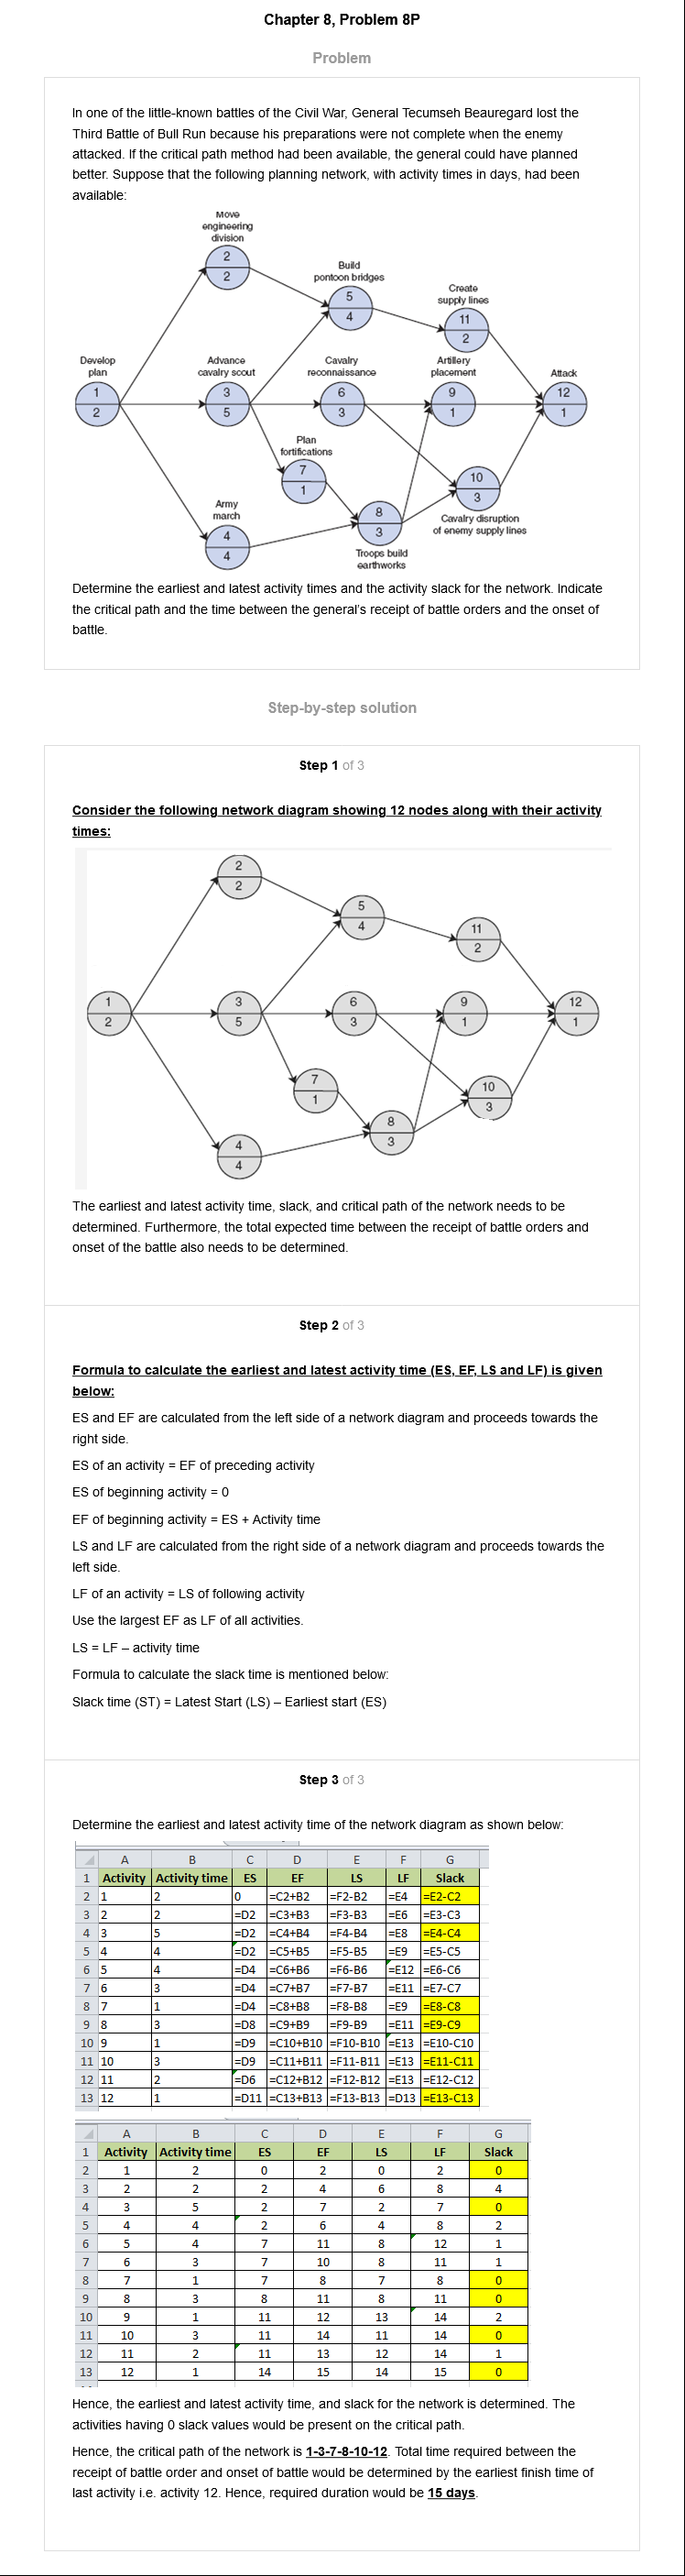 Chapter 8, Problem 8P
Problem
In one of the little-known battles of the Civil War, General Tecumseh Beauregard lost the
Third Battle of Bull Run because his preparations were not complete when the enemy
attacked. If the critical path method had been available, the general could have planned
better. Suppose that the following planning network, with activity times in days, had been
available:
Move
engineering
division
2
2
Build
pontoon bridges
5
4
Create
supply lines
11
2
Develop
plan
1
2
Advance
cavalry scout
3
5
Cavalry
reconnaissance
6
3
Artillery
placement
9
1
Attack
12
1
Plan
fortifications
7
1
10
3
Cavalry disruption
of enemy supply lines
Army
march
4
4
8
3
Troops build
earthworks
Determine the earliest and latest activity times and the activity slack for the network. Indicate
the critical path and the time between the general's receipt of battle orders and the onset of
battle.
Step-by-step solution
Step 1 of 3
Consider the following network diagram showing 12 nodes along with their activity
times:
2
2
5
4
11
2
1
2
3
5
6
3
9
1
12
1
7
1
10
3
8
3
4
4
The earliest and latest activity time, slack, and critical path of the network needs to be
determined. Furthermore, the total expected time between the receipt of battle orders and
onset of the battle also needs to be determined.
Step 2 of 3
Formula to calculate the earliest and latest activity time (ES, EF, LS and LF) is given
below:
ES and EF are calculated from the left side of a network diagram and proceeds towards the
right side.
ES of an activity = EF of preceding activity
ES of beginning activity = 0
EF of beginning activity = ES + Activity time
LS and LF are calculated from the right side of a network diagram and proceeds towards the
left side.
LF of an activity = LS of following activity
Use the largest EF as LF of all activities.
LS = LF – activity time
Formula to calculate the slack time is mentioned below:
Slack time (ST) = Latest Start (LS) – Earliest start (ES)
Step 3 of 3
Determine the earliest and latest activity time of the network diagram as shown below:
A B C D E F G
1 Activity Activity time ES EF LS LF Slack
2 1 2 0 =C2+B2 =F2-B2 =E4 =E2-C2
3 2 2 =D2 =C3+B3 =F3-B3 =E6 =E3-C3
4 3 5 =D2 =C4+B4 =F4-B4 =E8 =E4-C4
5 4 4 =D2 =C5+B5 =F5-B5 =E9 =E5-C5
6 5 4 =D4 =C6+B6 =F6-B6 =E12 =E6-C6
7 6 3 =D4 =C7+B7 =F7-B7 =E11 =E7-C7
8 7 1 =D4 =C8+B8 =F8-B8 =E9 =E8-C8
9 8 3 =D8 =C9+B9 =F9-B9 =E11 =E9-C9
10 9 1 =D9 =C10+B10 =F10-B10 =E13 =E10-C10
11 10 3 =D9 =C11+B11 =F11-B11 =E13 =E11-C11
12 11 2 =D6 =C12+B12 =F12-B12 =E13 =E12-C12
13 12 1 =D11 =C13+B13 =F13-B13 =D13 =E13-C13
A B C D E F G
1 Activity Activity time ES EF LS LF Slack
2 1 2 0 2 0 2 0
3 2 2 2 4 6 8 4
4 3 5 2 7 2 7 0
5 4 4 2 6 4 8 2
6 5 4 7 11 8 12 1
7 6 3 7 10 8 11 1
8 7 1 7 8 7 8 0
9 8 3 8 11 8 11 0
10 9 1 11 12 13 14 2
11 10 3 11 14 11 14 0
12 11 2 11 13 12 14 1
13 12 1 14 15 14 15 0
Hence, the earliest and latest activity time, and slack for the network is determined. The
activities having 0 slack values would be present on the critical path.
Hence, the critical path of the network is 1-3-7-8-10-12. Total time required between the
receipt of battle order and onset of battle would be determined by the earliest finish time of
last activity i.e. activity 12. Hence, required duration would be 15 days.